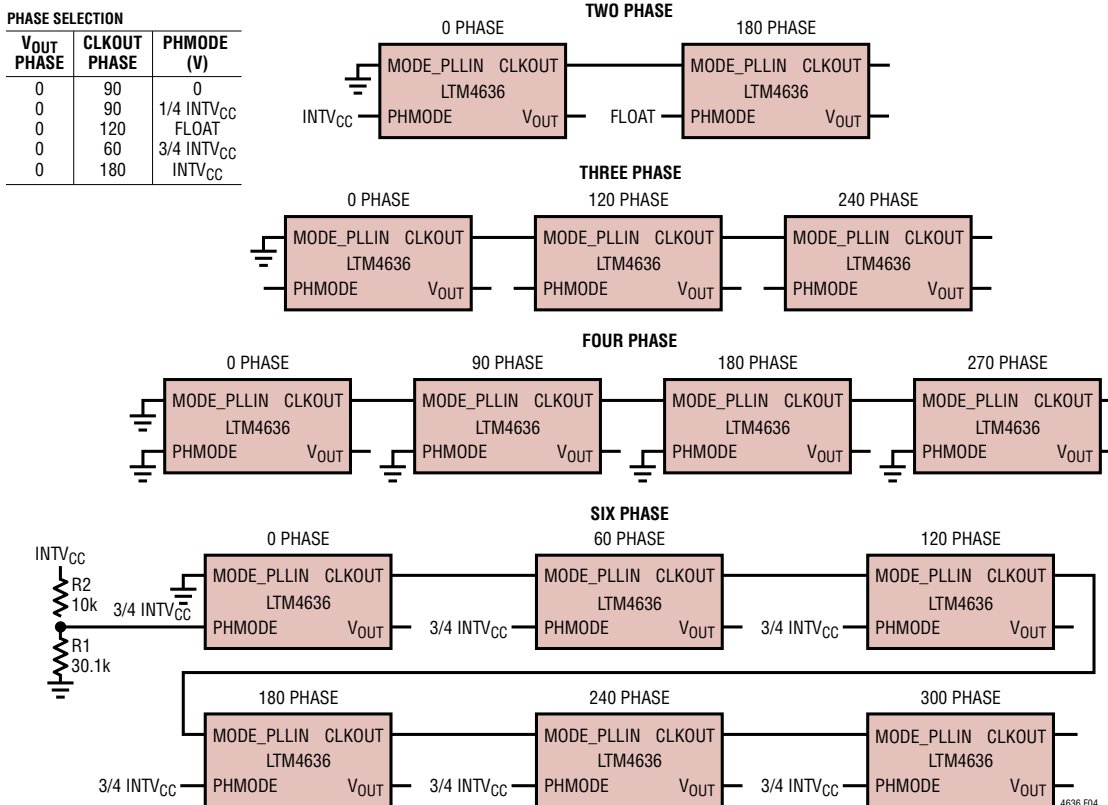 PHASE SELECTION
VOUT PHASE CLKOUT PHASE PHMODE (V)
0 90 0
0 90 1/4 INTVCC
0 120 FLOAT
0 60 3/4 INTVCC
0 180 INTVCC
TWO PHASE
0 PHASE 180 PHASE
MODE_PLLIN CLKOUT MODE_PLLIN CLKOUT
LTM4636 LTM4636
INTVCC PHMODE VOUT FLOAT PHMODE VOUT
THREE PHASE
0 PHASE 120 PHASE 240 PHASE
MODE_PLLIN CLKOUT MODE_PLLIN CLKOUT MODE_PLLIN CLKOUT
LTM4636 LTM4636 LTM4636
PHMODE VOUT PHMODE VOUT PHMODE VOUT
FOUR PHASE
0 PHASE 90 PHASE 180 PHASE 270 PHASE
MODE_PLLIN CLKOUT MODE_PLLIN CLKOUT MODE_PLLIN CLKOUT MODE_PLLIN CLKOUT
LTM4636 LTM4636 LTM4636 LTM4636
PHMODE VOUT PHMODE VOUT PHMODE VOUT PHMODE VOUT
SIX PHASE
0 PHASE 60 PHASE 120 PHASE
INTVCC
MODE_PLLIN CLKOUT MODE_PLLIN CLKOUT MODE_PLLIN CLKOUT
R2
10k
LTM4636 LTM4636 LTM4636
3/4 INTVCC PHMODE VOUT 3/4 INTVCC PHMODE VOUT 3/4 INTVCC PHMODE VOUT
R1
30.1k
180 PHASE 240 PHASE 300 PHASE
MODE_PLLIN CLKOUT MODE_PLLIN CLKOUT MODE_PLLIN CLKOUT
LTM4636 LTM4636 LTM4636
3/4 INTVCC PHMODE VOUT 3/4 INTVCC PHMODE VOUT 3/4 INTVCC PHMODE VOUT
4636 F04